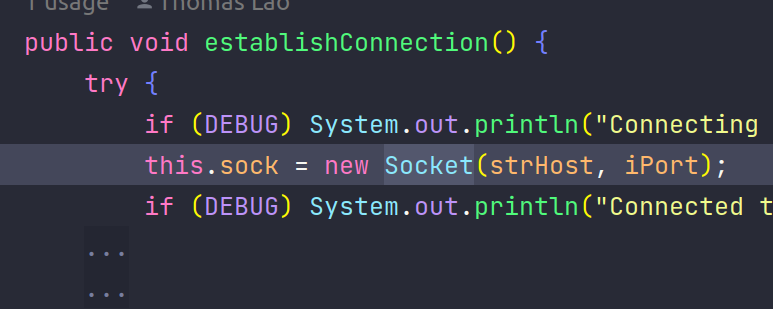 1 usage Thomas Lao
public void establishConnection() {
try {
if (DEBUG) System.out.println("Connecting
this.sock = new Socket(strHost, iPort);
if (DEBUG) System.out.println("Connected t
...
...